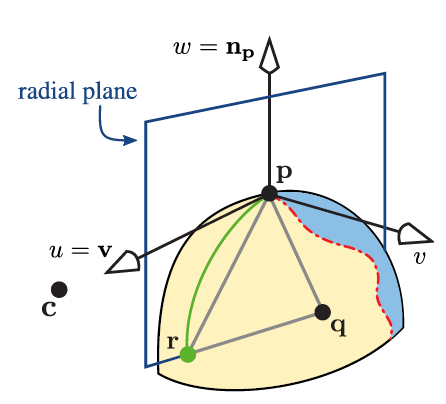 w = n_p
radial plane
p
u = v
v
c
r
q